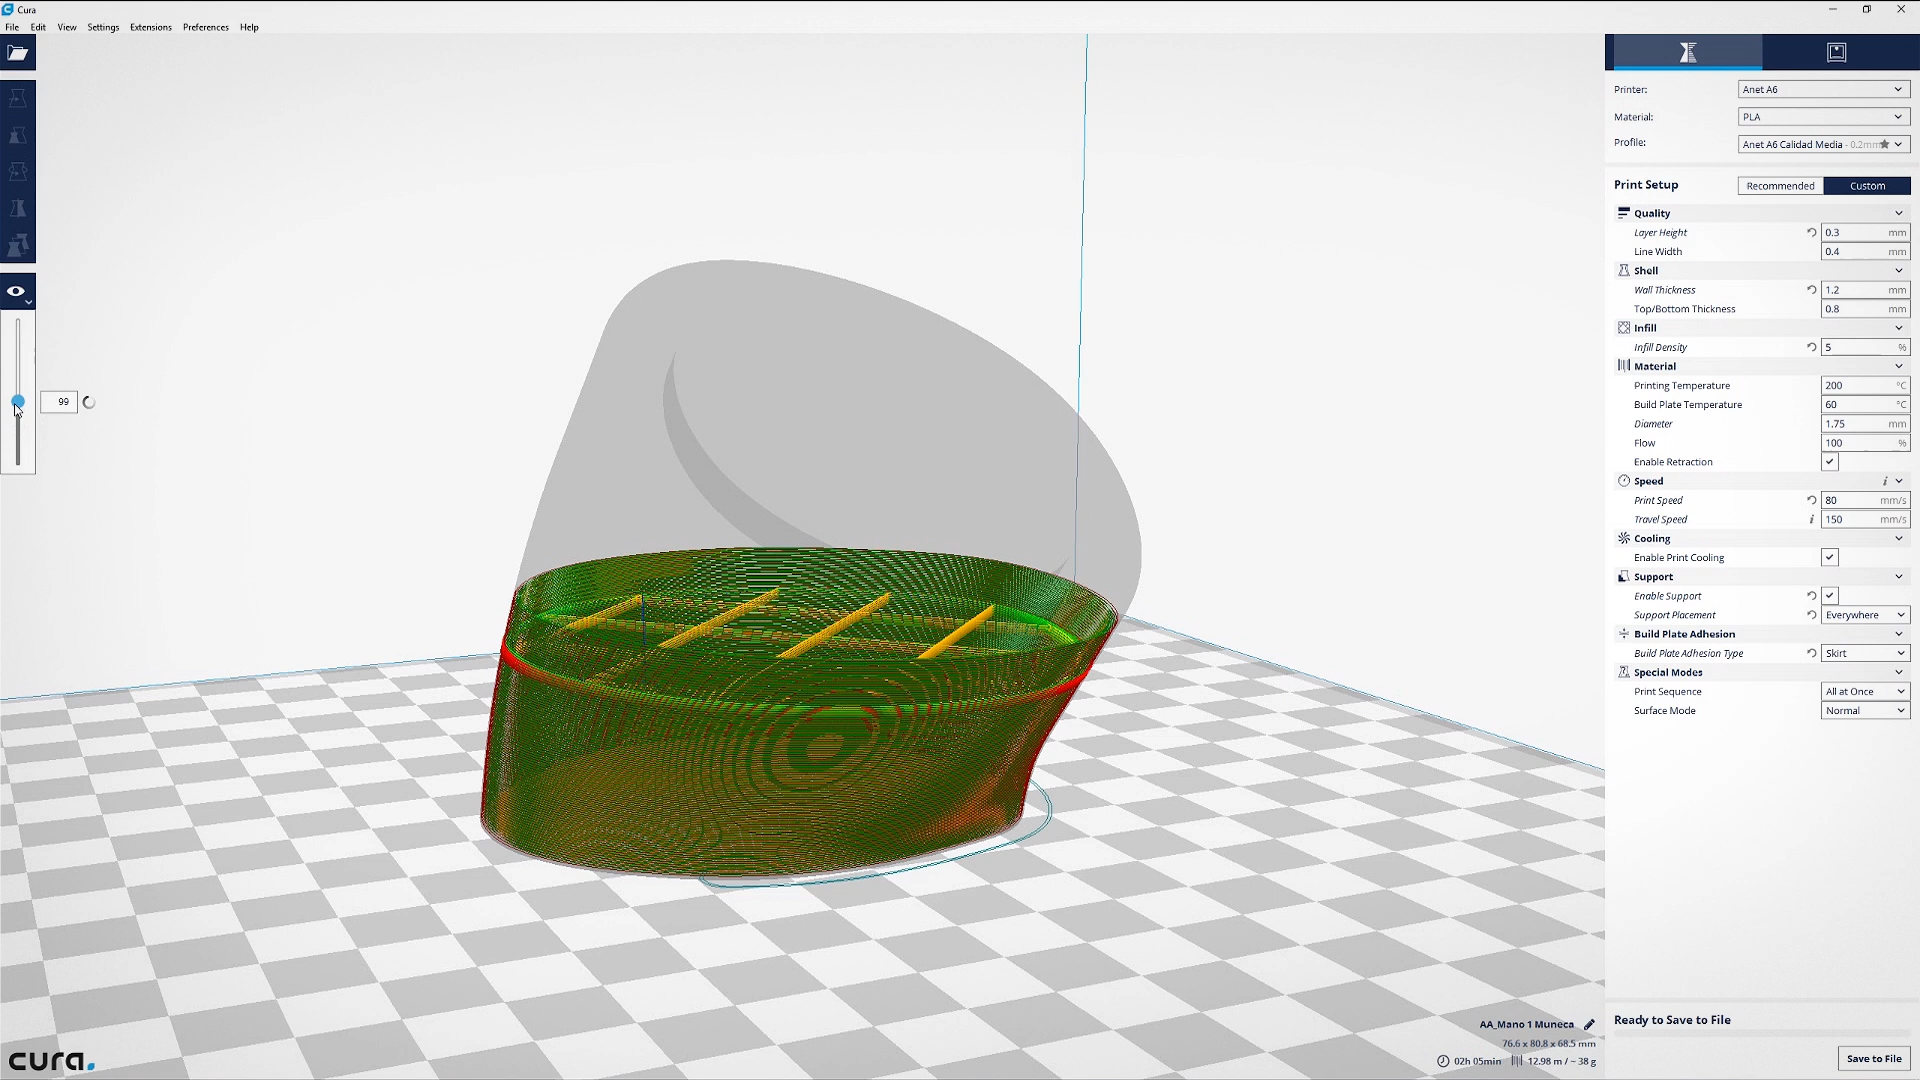 Cura
File Edit View Settings Extensions Preferences Help
99
Printer: Anet A6
Material: PLA
Profile: Anet A6 Calidad Media - 0.2mm
Print Setup Recommended Custom
Quality
Layer Height 0.3 mm
Line Width 0.4 mm
Shell
Wall Thickness 1.2 mm
Top/Bottom Thickness 0.8 mm
Infill
Infill Density 5 %
Material
Printing Temperature 200 °C
Build Plate Temperature 60 °C
Diameter 1.75 mm
Flow 100 %
Enable Retraction
Speed i
Print Speed 80 mm/s
Travel Speed i 150 mm/s
Cooling
Enable Print Cooling
Support
Enable Support
Support Placement Everywhere
Build Plate Adhesion
Build Plate Adhesion Type Skirt
Special Modes
Print Sequence All at Once
Surface Mode Normal
AA_Mano 1 Muneca
76.6 x 80.8 x 68.5 mm
02h 05min 12.98 m / ~ 38 g
Ready to Save to File
Save to File
cura.